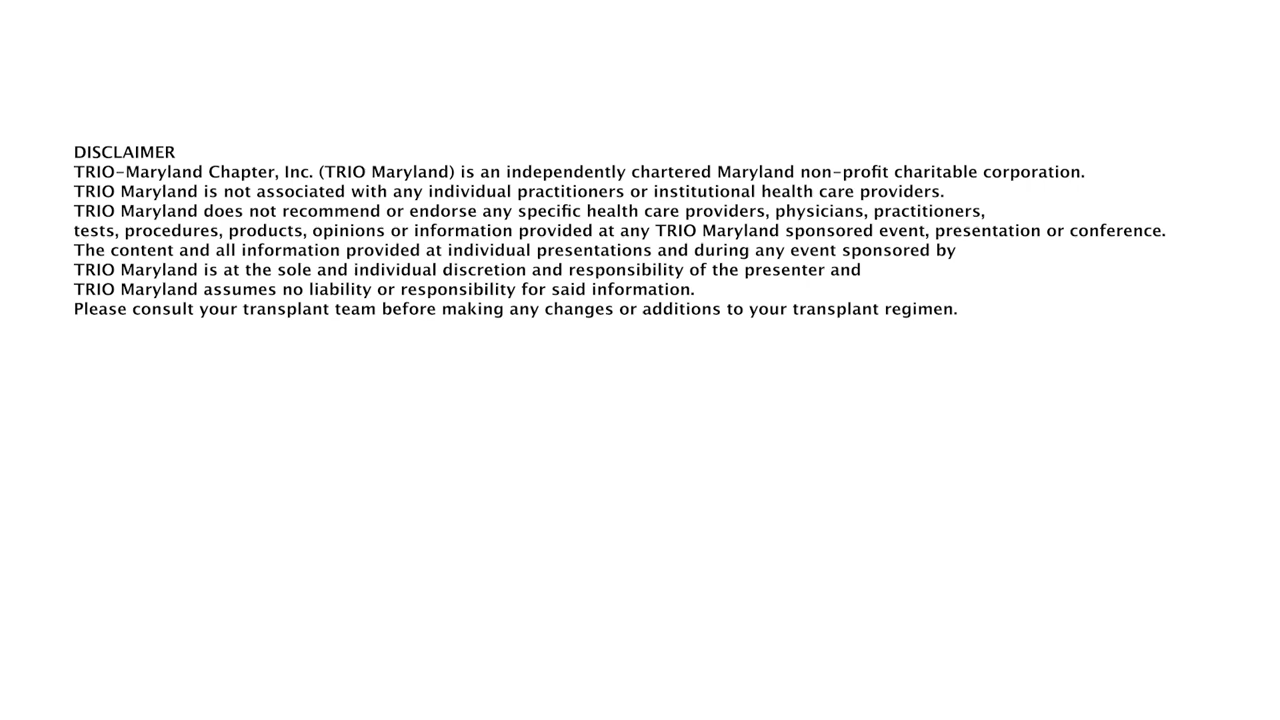 DISCLAIMER
TRIO-Maryland Chapter, Inc. (TRIO Maryland) is an independently chartered Maryland non-profit charitable corporation.
TRIO Maryland is not associated with any individual practitioners or institutional health care providers.
TRIO Maryland does not recommend or endorse any specific health care providers, physicians, practitioners,
tests, procedures, products, opinions or information provided at any TRIO Maryland sponsored event, presentation or conference.
The content and all information provided at individual presentations and during any event sponsored by
TRIO Maryland is at the sole and individual discretion and responsibility of the presenter and
TRIO Maryland assumes no liability or responsibility for said information.
Please consult your transplant team before making any changes or additions to your transplant regimen.